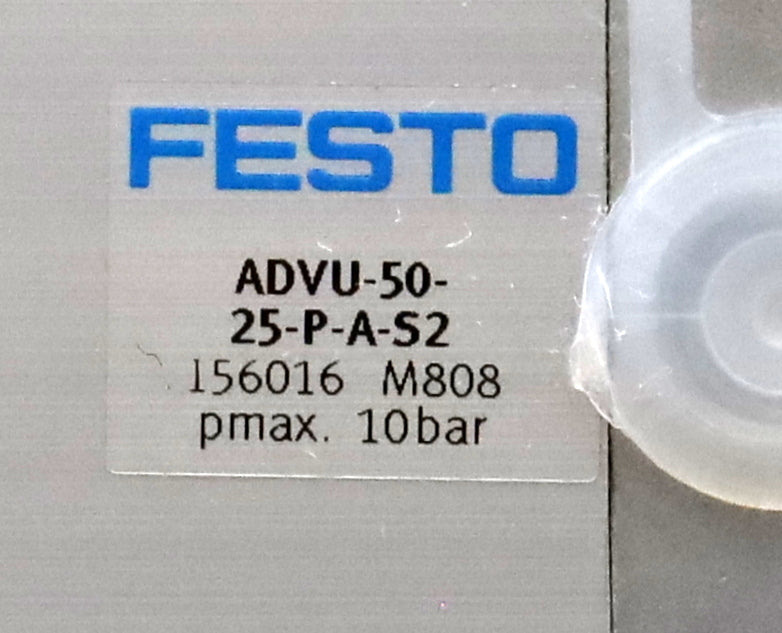 FESTO
ADVU-50-
25-P-A-S2
156016 M808
pmax. 10bar